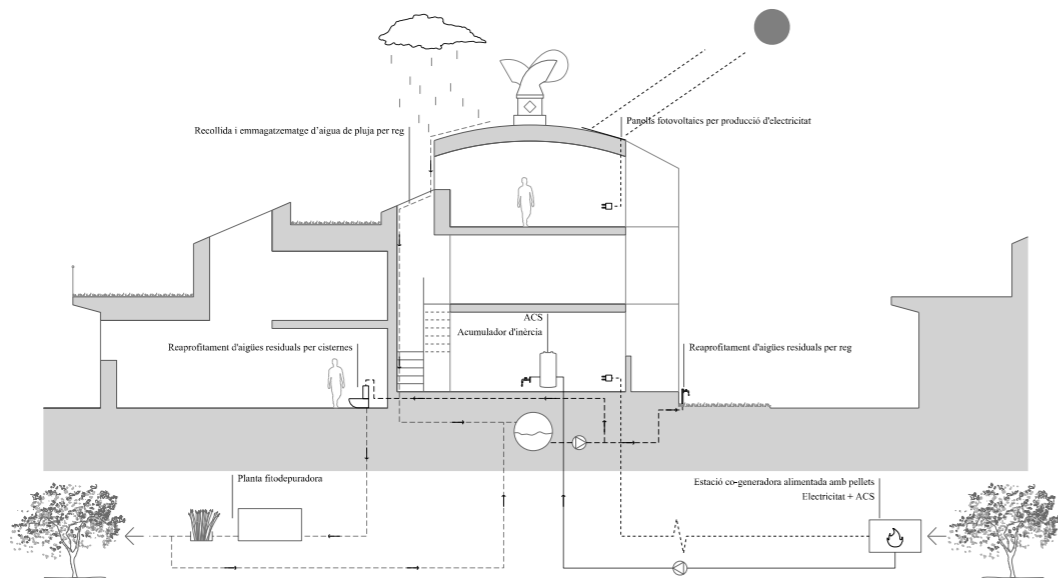 Recollida i emmagatzematge d'aigua de pluja per reg
Panells fotovoltaics per producció d'electricitat
ACS
Acumulador d'inèrcia
Reaprofitament d'aigües residuals per cisternes
Reaprofitament d'aigües residuals per reg
Planta fitodepuradora
Estació co-generadora alimentada amb pellets
Electricitat + ACS